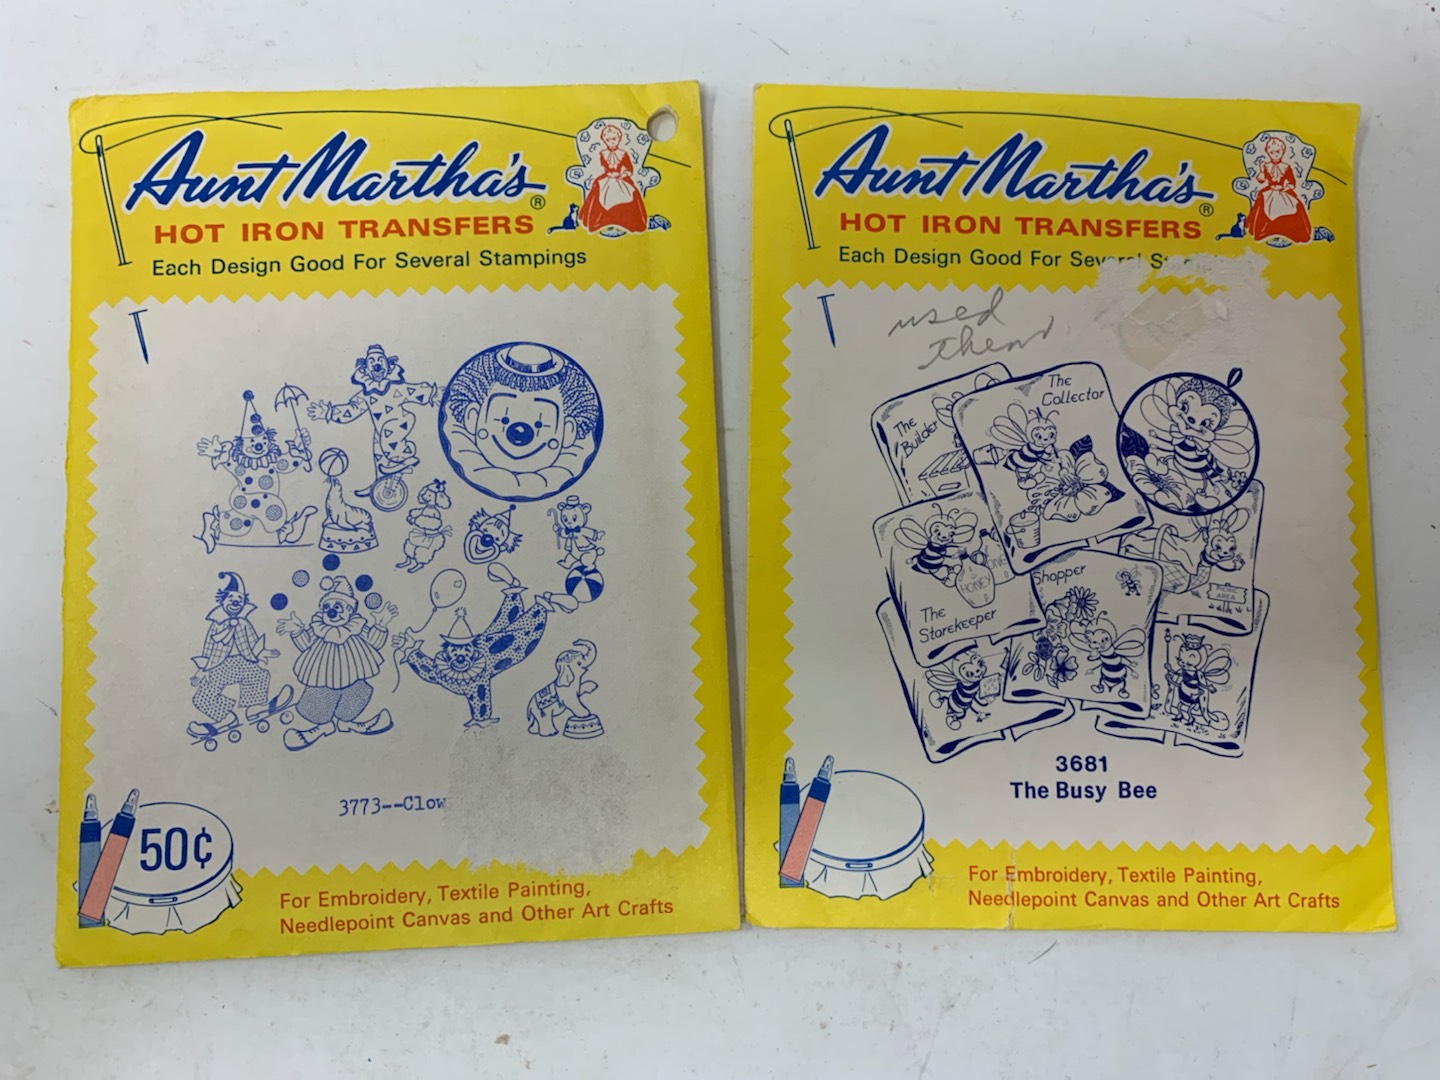 Aunt Martha's®
HOT IRON TRANSFERS
Each Design Good For Several Stampings
3773--Clow
50¢
For Embroidery, Textile Painting,
Needlepoint Canvas and Other Art Crafts
Aunt Martha's®
HOT IRON TRANSFERS
Each Design Good For Several
used
them
The
Builder
The
Collector
HONEY
The
Storekeeper
Shopper
PICNIC
AREA
3681
The Busy Bee
For Embroidery, Textile Painting,
Needlepoint Canvas and Other Art Crafts